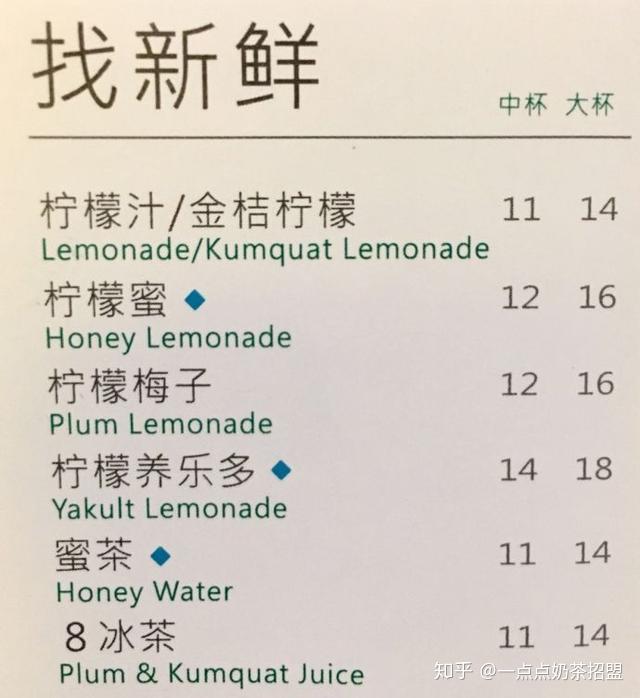 找新鲜
中杯 大杯
柠檬汁/金桔柠檬 11 14
Lemonade/Kumquat Lemonade
柠檬蜜 ◆ 12 16
Honey Lemonade
柠檬梅子 12 16
Plum Lemonade
柠檬养乐多 ◆ 14 18
Yakult Lemonade
蜜茶 ◆ 11 14
Honey Water
8冰茶 11 14
Plum & Kumquat Juice
知乎 @一点点奶茶招盟